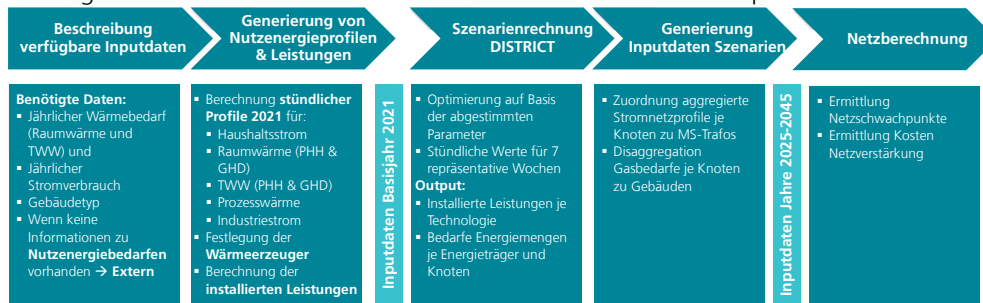 Beschreibung
verfügbare Inputdaten
Generierung von
Nutzenergieprofilen
& Leistungen
Szenarienrechnung
DISTRICT
Generierung
Inputdaten Szenarien
Netzberechnung
Benötigte Daten:
▪ Jährlicher Wärmebedarf
(Raumwärme und
TWW) und
▪ Jährlicher
Stromverbrauch
▪ Gebäudetyp
▪ Wenn keine
Informationen zu
Nutzenergiebedarfen
vorhanden → Extern
▪ Berechnung stündlicher
Profile 2021 für:
▪ Haushaltsstrom
▪ Raumwärme (PHH &
GHD)
▪ TWW (PHH & GHD)
▪ Prozesswärme
▪ Industriestrom
▪ Festlegung der
Wärmeerzeuger
▪ Berechnung der
installierten Leistungen
Inputdaten Basisjahr 2021
▪ Optimierung auf Basis
der abgestimmten
Parameter
▪ Stündliche Werte für 7
repräsentative Wochen
Output:
▪ Installierte Leistungen je
Technologie
▪ Bedarfe Energiemengen
je Energieträger und
Knoten
▪ Zuordnung aggregierte
Stromnetzprofile je
Knoten zu MS-Trafos
▪ Disaggregation
Gasbedarfe je Knoten
zu Gebäuden
Inputdaten Jahre 2025-2045
▪ Ermittlung
Netzschwachpunkte
▪ Ermittlung Kosten
Netzverstärkung